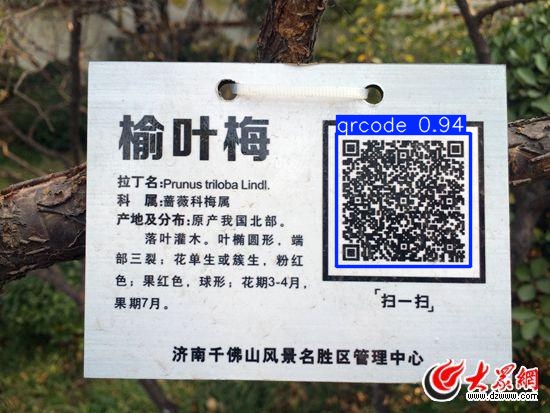 榆叶梅
拉丁名:Prunus triloba Lindl.
科 属:蔷薇科梅属
产地及分布:原产我国北部。
落叶灌木。叶椭圆形，端
部三裂；花单生或簇生，粉红
色；果红色，球形；花期3-4月，
果期7月。
qrcode 0.94
「扫一扫」
济南千佛山风景名胜区管理中心
大众網
www.dzwww.com